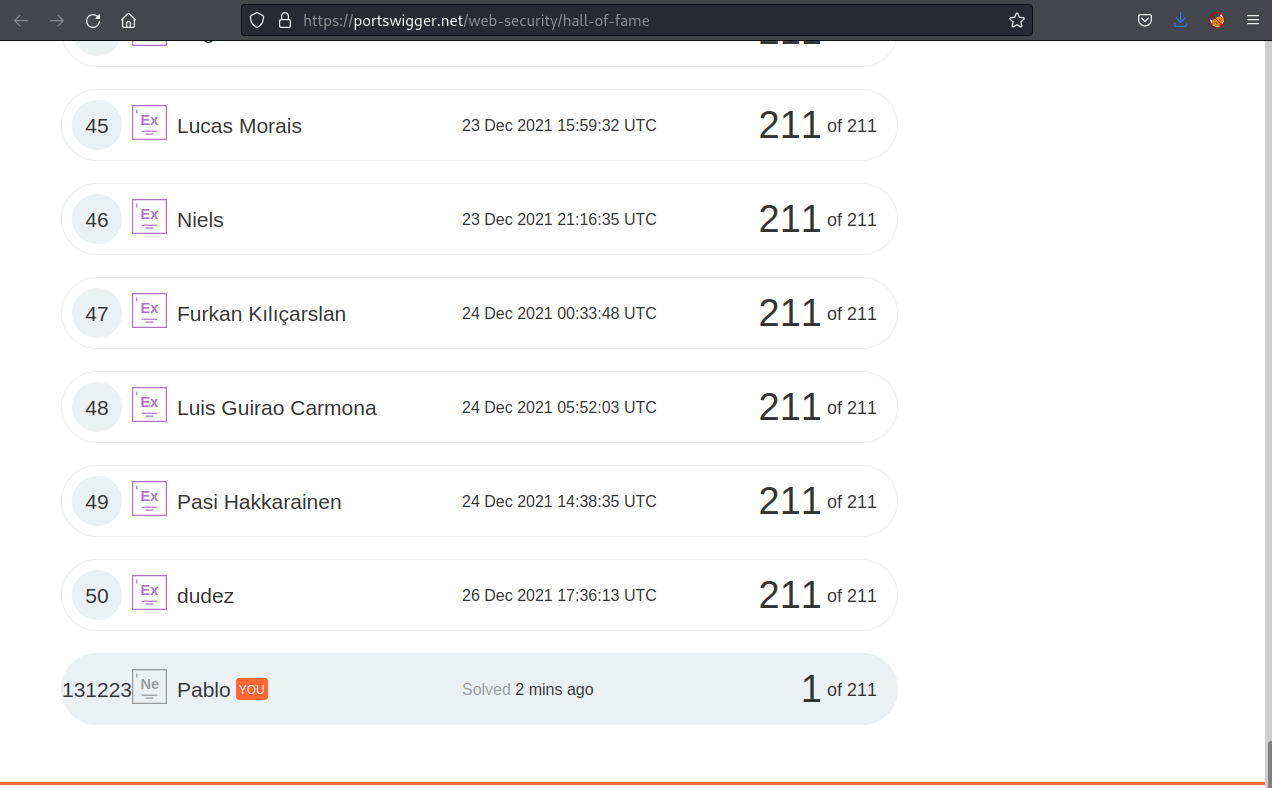 https://portswigger.net/web-security/hall-of-fame
45 Ex Lucas Morais 23 Dec 2021 15:59:32 UTC 211 of 211
46 Ex Niels 23 Dec 2021 21:16:35 UTC 211 of 211
47 Ex Furkan Kılıçarslan 24 Dec 2021 00:33:48 UTC 211 of 211
48 Ex Luis Guirao Carmona 24 Dec 2021 05:52:03 UTC 211 of 211
49 Ex Pasi Hakkarainen 24 Dec 2021 14:38:35 UTC 211 of 211
50 Ex dudez 26 Dec 2021 17:36:13 UTC 211 of 211
131223 Ne Pablo YOU Solved 2 mins ago 1 of 211